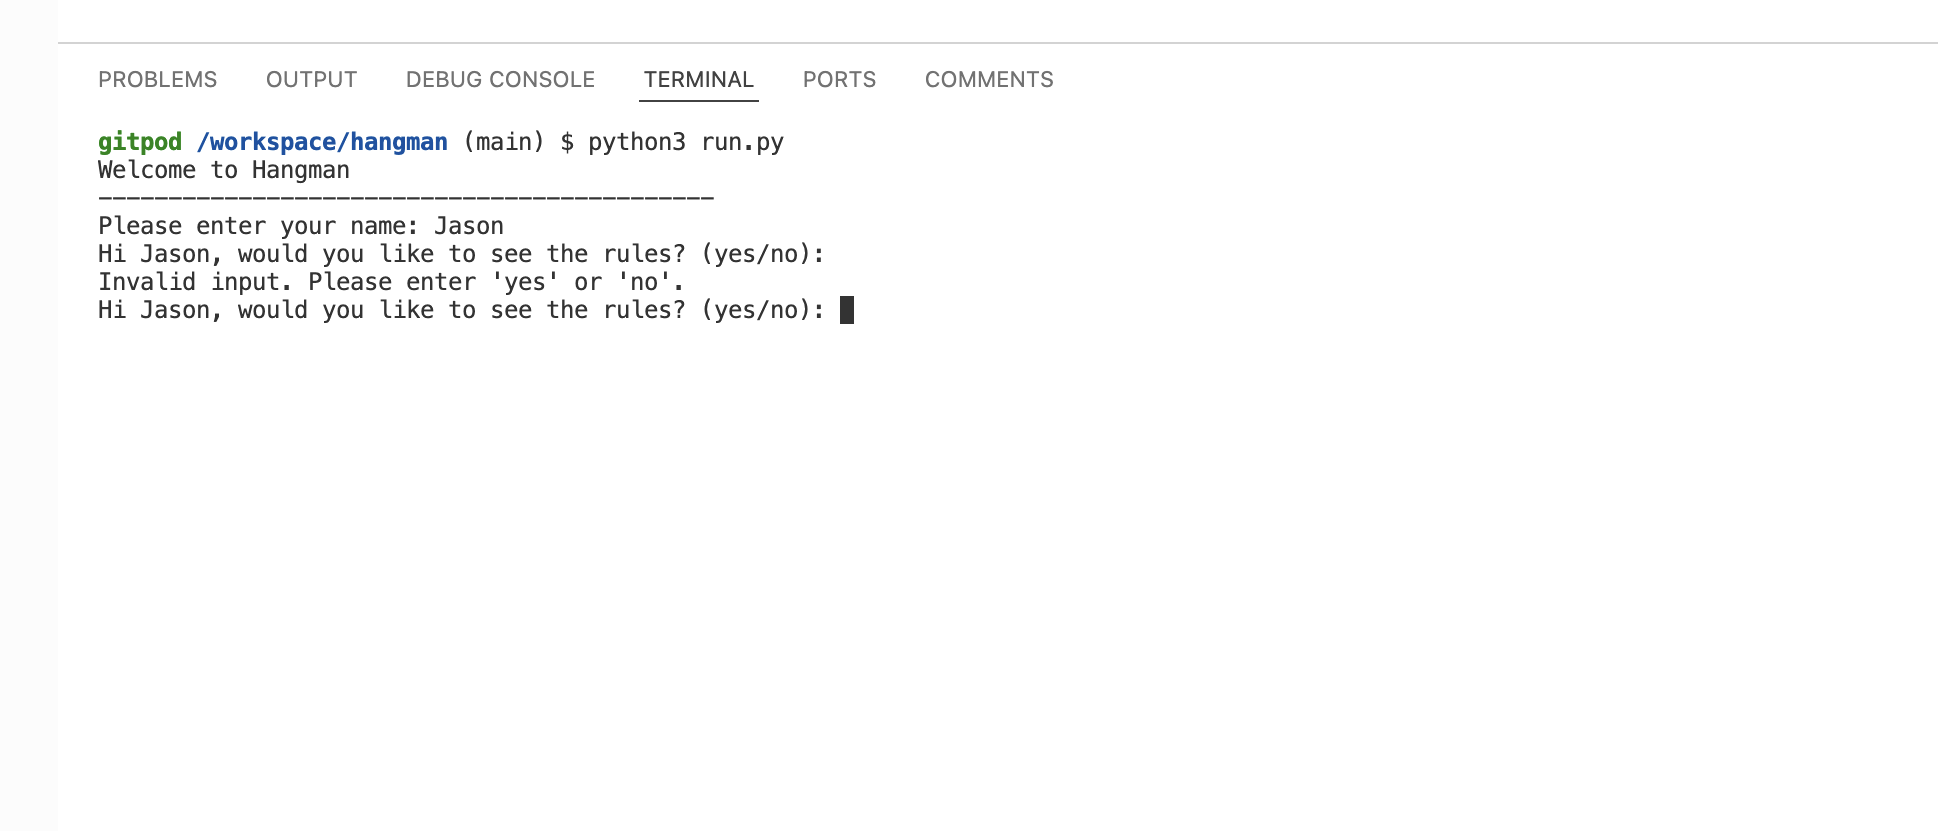 PROBLEMS OUTPUT DEBUG CONSOLE TERMINAL PORTS COMMENTS
gitpod /workspace/hangman (main) $ python3 run.py
Welcome to Hangman
--------------------------------------------
Please enter your name: Jason
Hi Jason, would you like to see the rules? (yes/no):
Invalid input. Please enter 'yes' or 'no'.
Hi Jason, would you like to see the rules? (yes/no):